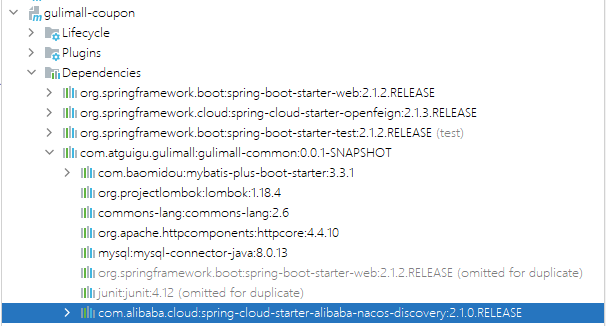 gulimall-coupon
Lifecycle
Plugins
Dependencies
org.springframework.boot:spring-boot-starter-web:2.1.2.RELEASE
org.springframework.cloud:spring-cloud-starter-openfeign:2.1.3.RELEASE
org.springframework.boot:spring-boot-starter-test:2.1.2.RELEASE (test)
com.atguigu.gulimall:gulimall-common:0.0.1-SNAPSHOT
com.baomidou:mybatis-plus-boot-starter:3.3.1
org.projectlombok:lombok:1.18.4
commons-lang:commons-lang:2.6
org.apache.httpcomponents:httpcore:4.4.10
mysql:mysql-connector-java:8.0.13
org.springframework.boot:spring-boot-starter-web:2.1.2.RELEASE (omitted for duplicate)
junit:junit:4.12 (omitted for duplicate)
com.alibaba.cloud:spring-cloud-starter-alibaba-nacos-discovery:2.1.0.RELEASE